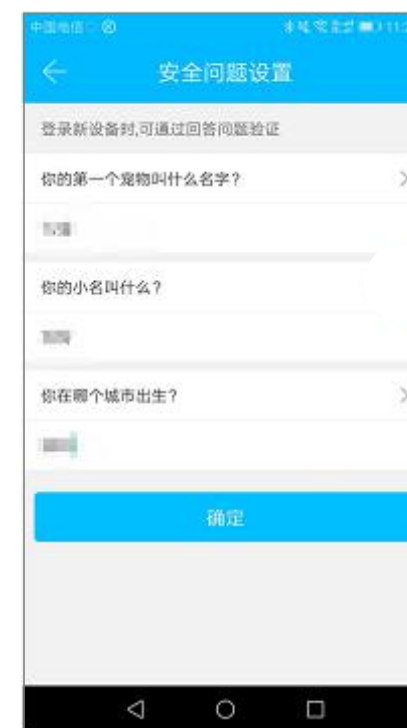 中国电信
安全问题设置
登录新设备时,可通过回答问题验证
你的第一个宠物叫什么名字?
你的小名叫什么?
你在哪个城市出生?
确定